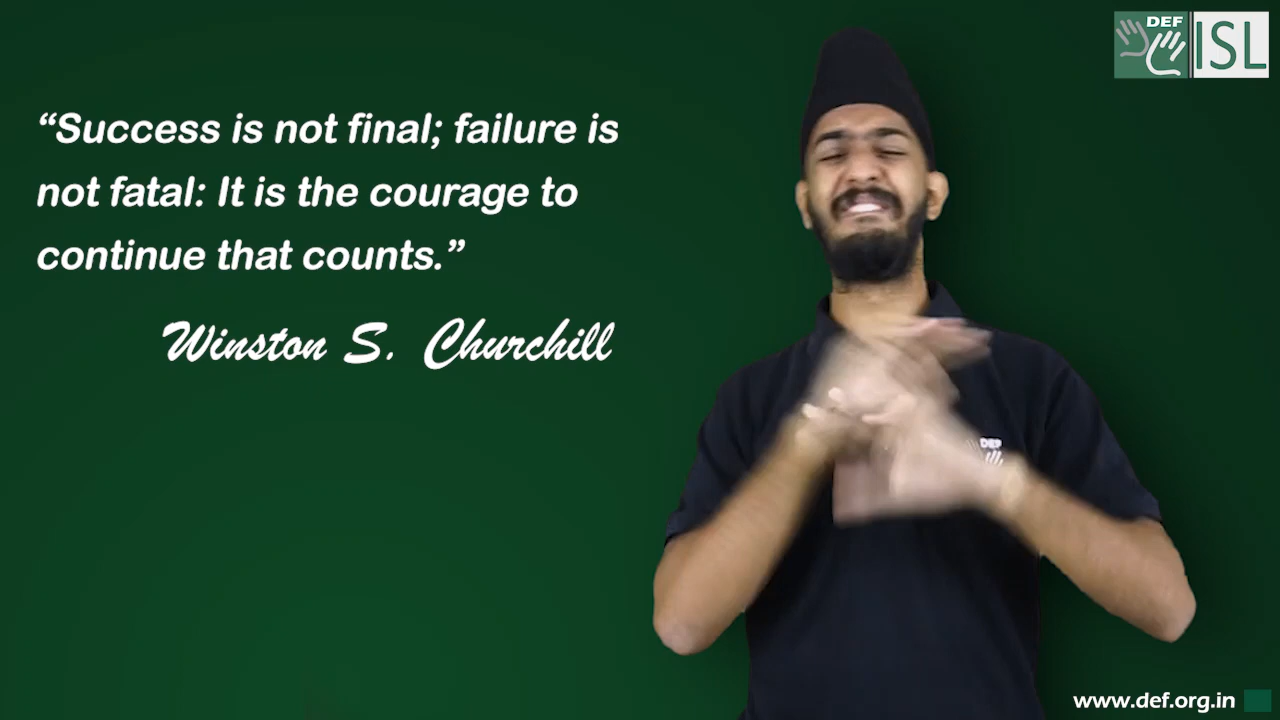 DEF
ISL
“Success is not final; failure is
not fatal: It is the courage to
continue that counts.”
Winston S. Churchill
DEF
www.def.org.in